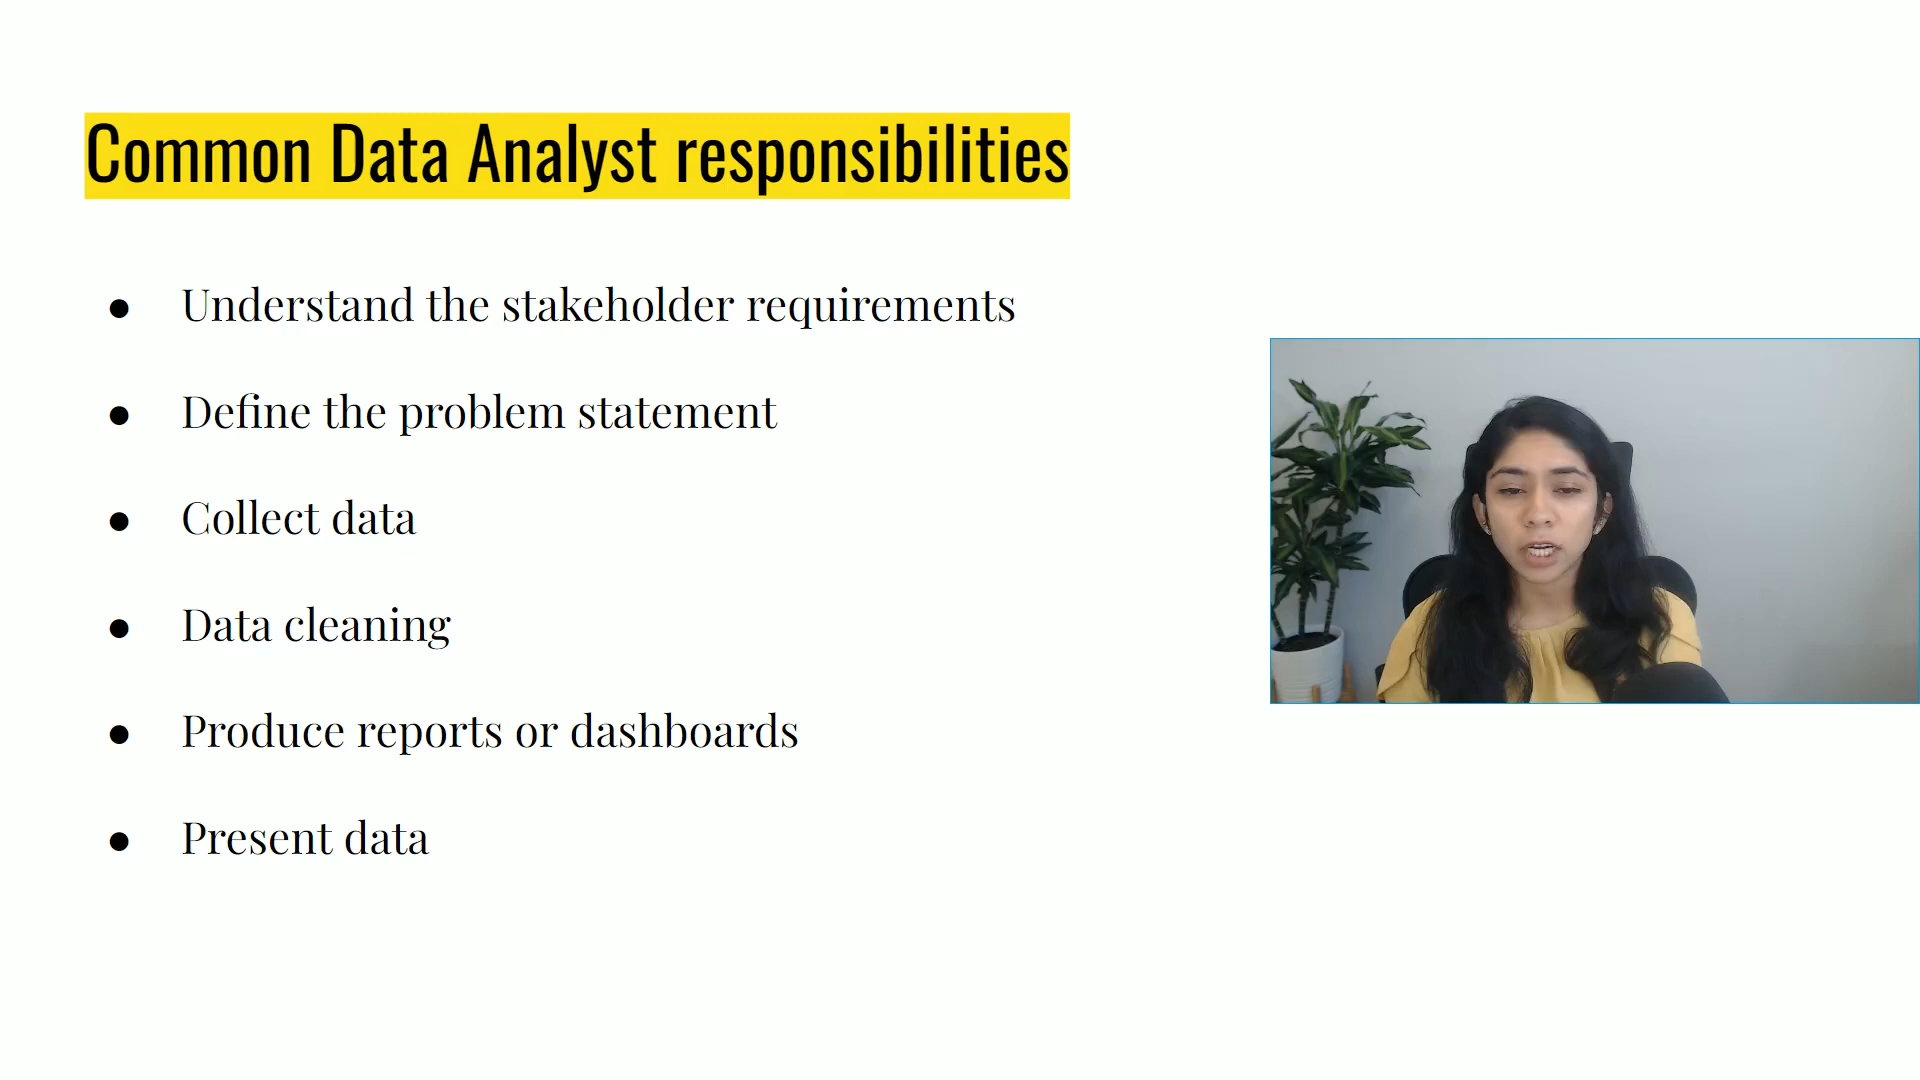 Common Data Analyst responsibilities
● Understand the stakeholder requirements
● Define the problem statement
● Collect data
● Data cleaning
● Produce reports or dashboards
● Present data